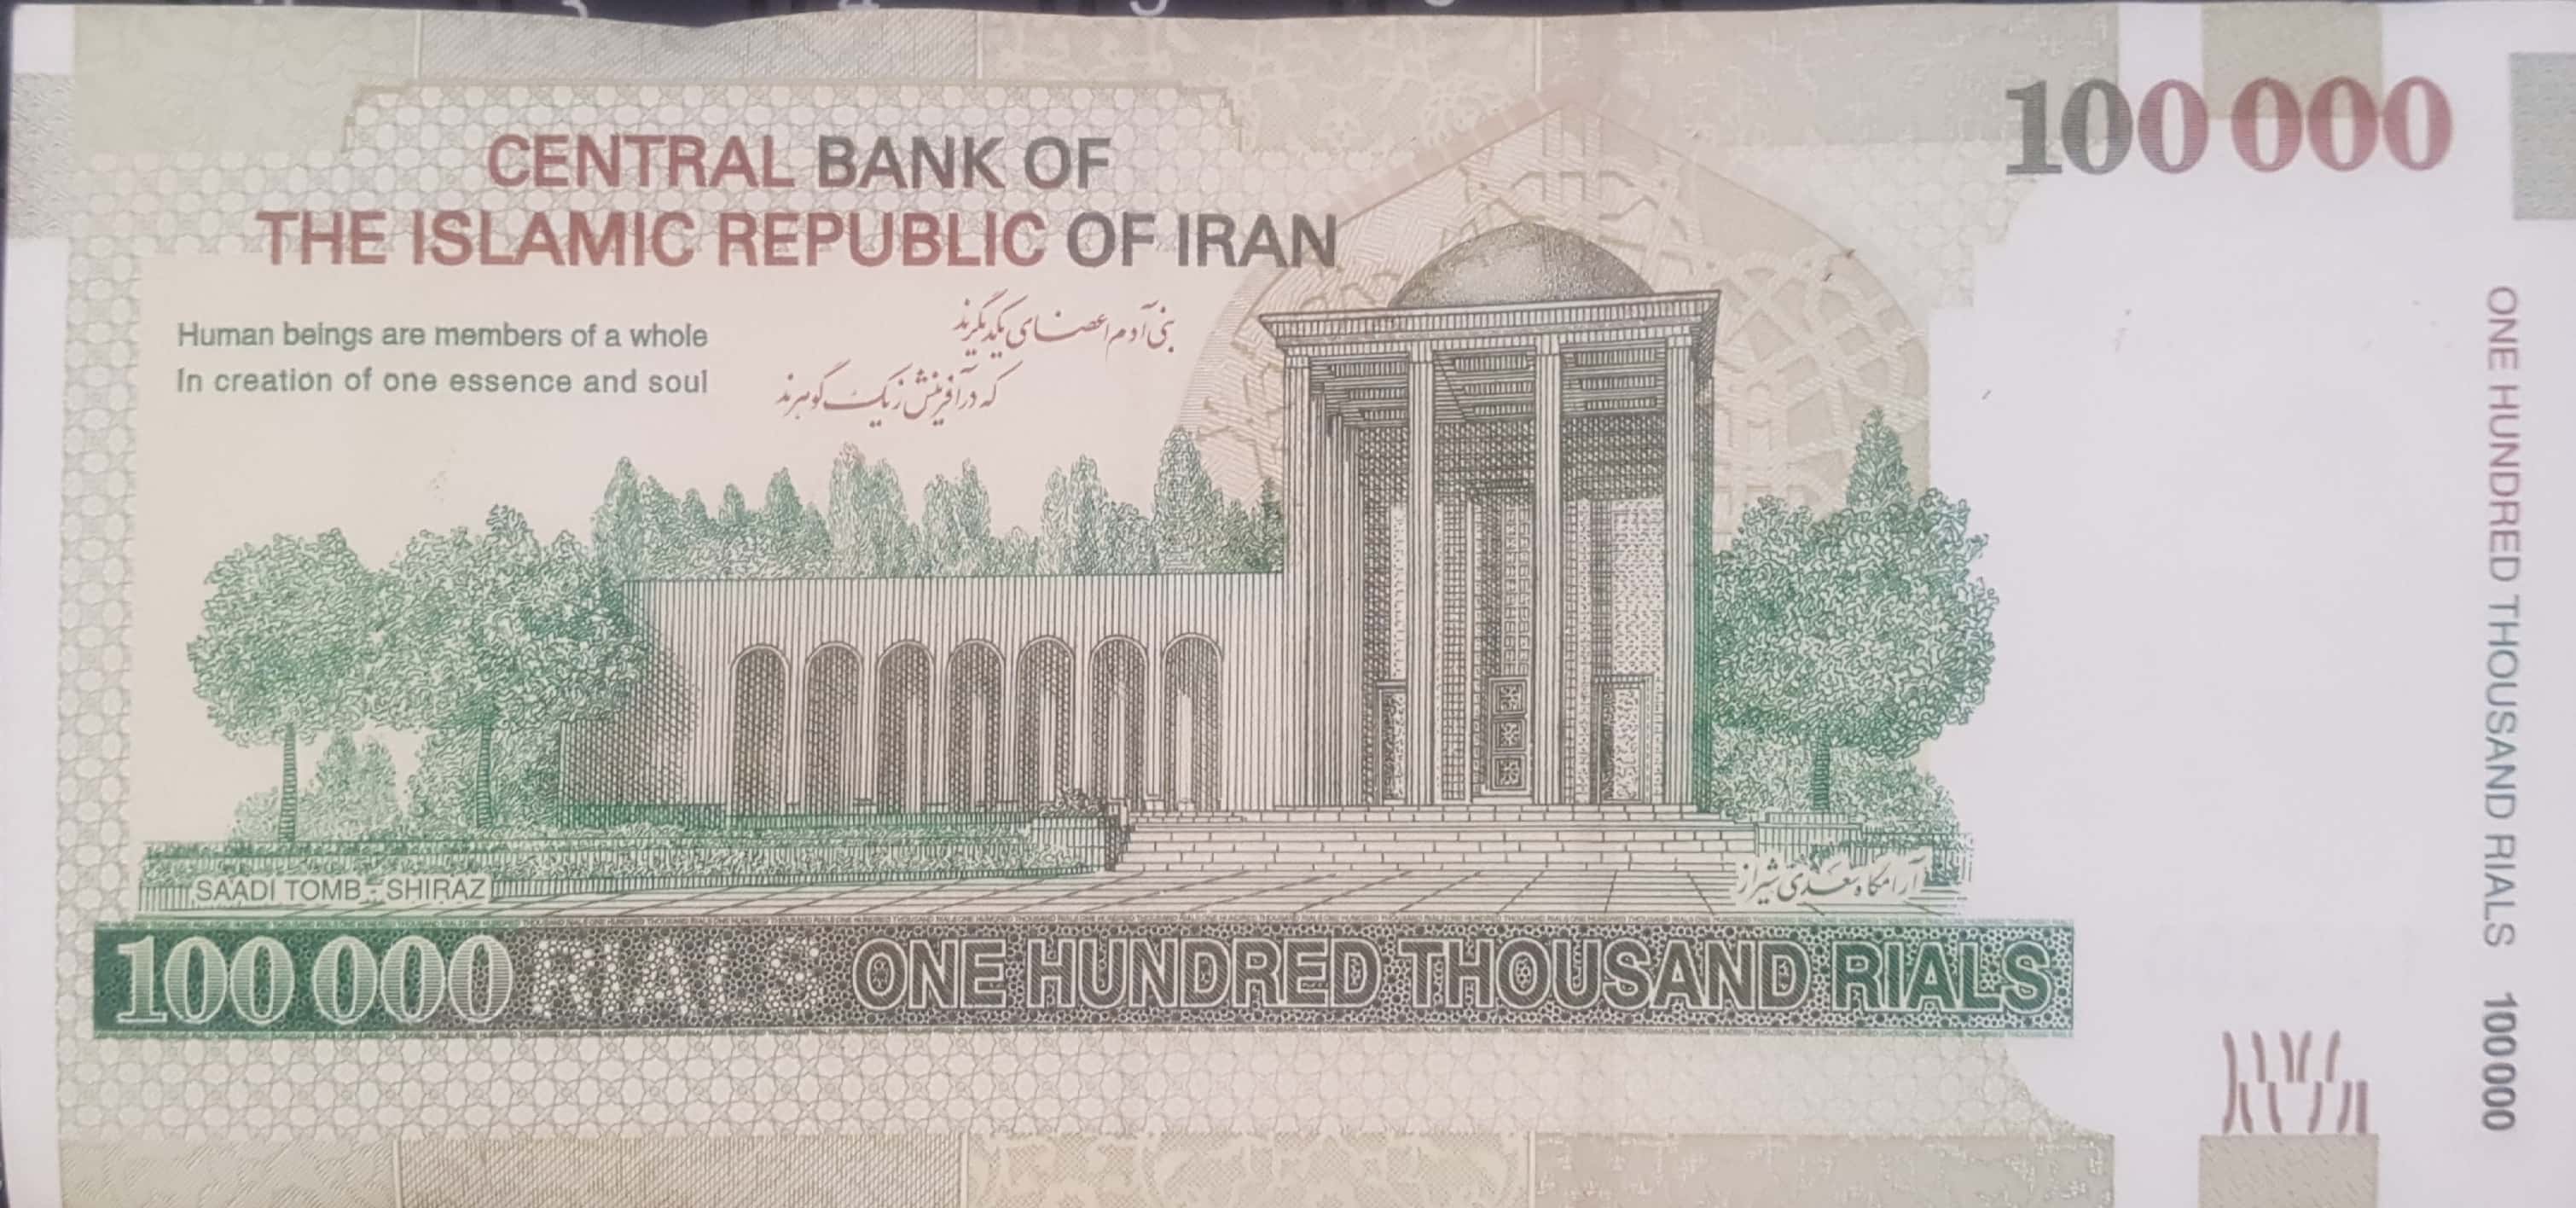 CENTRAL BANK OF
THE ISLAMIC REPUBLIC OF IRAN
100 000
Human beings are members of a whole
In creation of one essence and soul
بنی آدم اعضای یکدیگرند
که در آفرینش ز یک گوهرند
SAADI TOMB - SHIRAZ
آرامگاه سعدی شیراز
100 000 RIALS ONE HUNDRED THOUSAND RIALS
ONE HUNDRED THOUSAND RIALS 100000